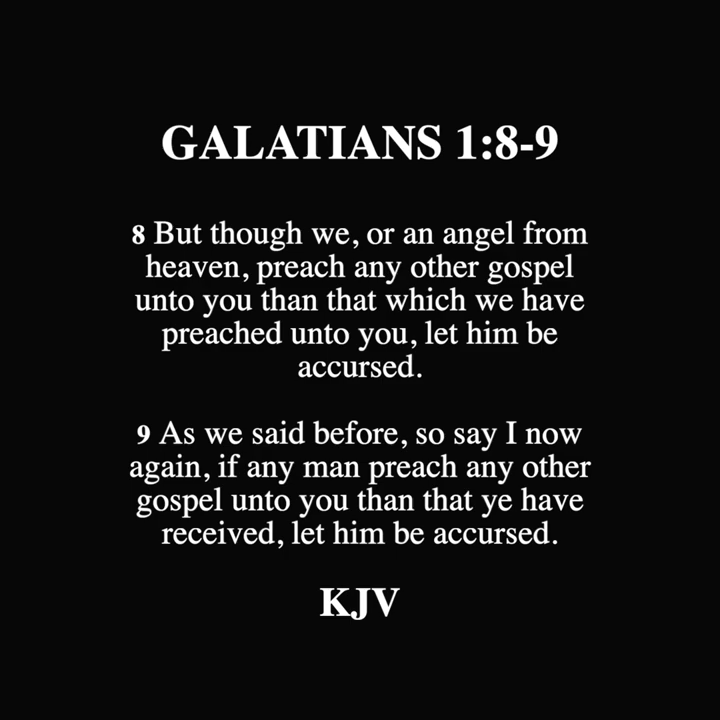 GALATIANS 1:8-9
8 But though we, or an angel from
heaven, preach any other gospel
unto you than that which we have
preached unto you, let him be
accursed.
9 As we said before, so say I now
again, if any man preach any other
gospel unto you than that ye have
received, let him be accursed.
KJV